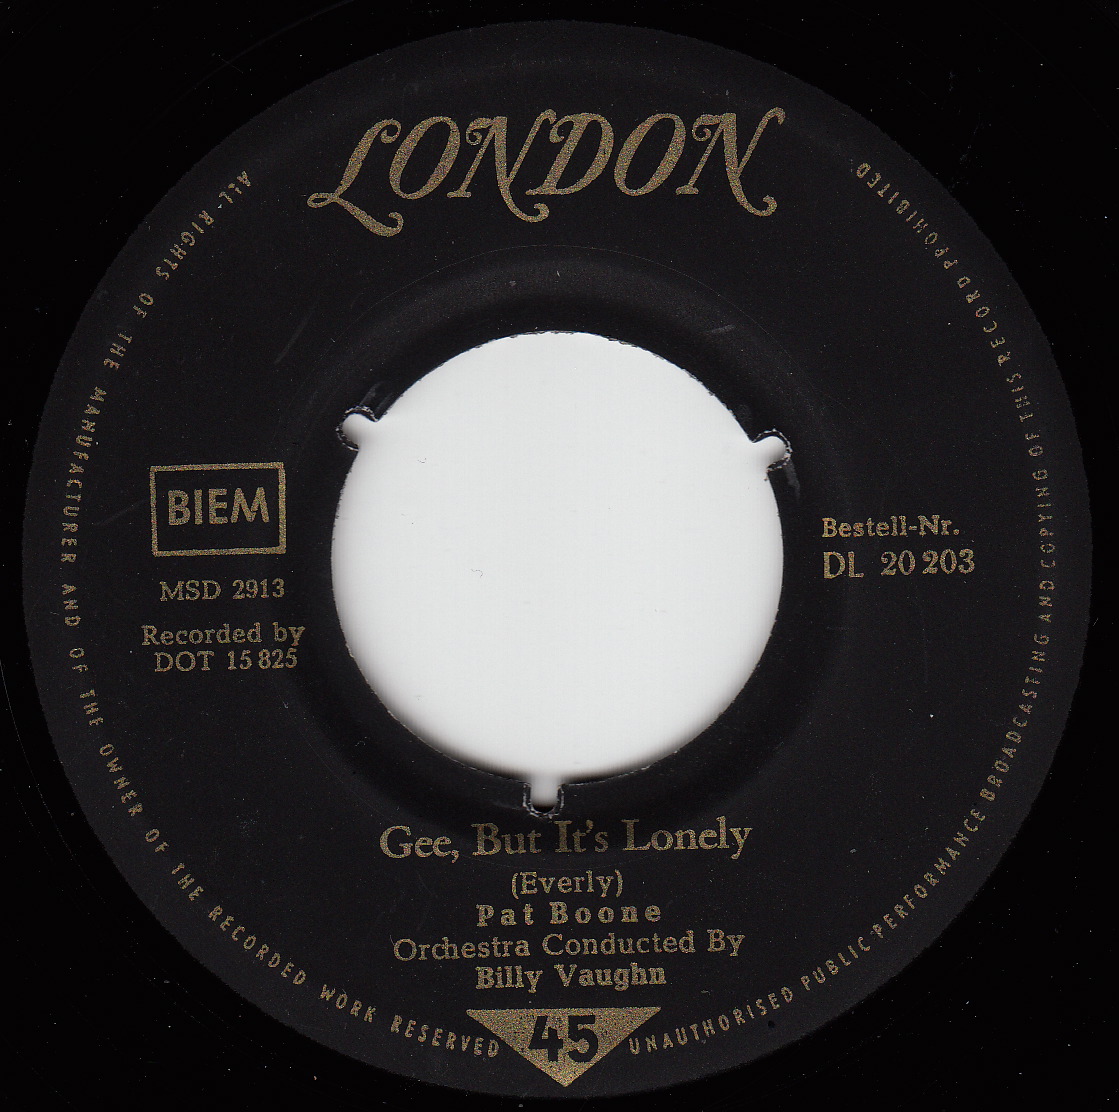 LONDON
ALL RIGHTS OF THE MANUFACTURER AND OF THE OWNER OF THE RECORDED WORK RESERVED
UNAUTHORISED PUBLIC PERFORMANCE BROADCASTING AND COPYING OF THIS RECORD PROHIBITED
BIEM
MSD 2913
Recorded by
DOT 15 825
Bestell-Nr.
DL 20 203
Gee, But It's Lonely
(Everly)
Pat Boone
Orchestra Conducted By
Billy Vaughn
45